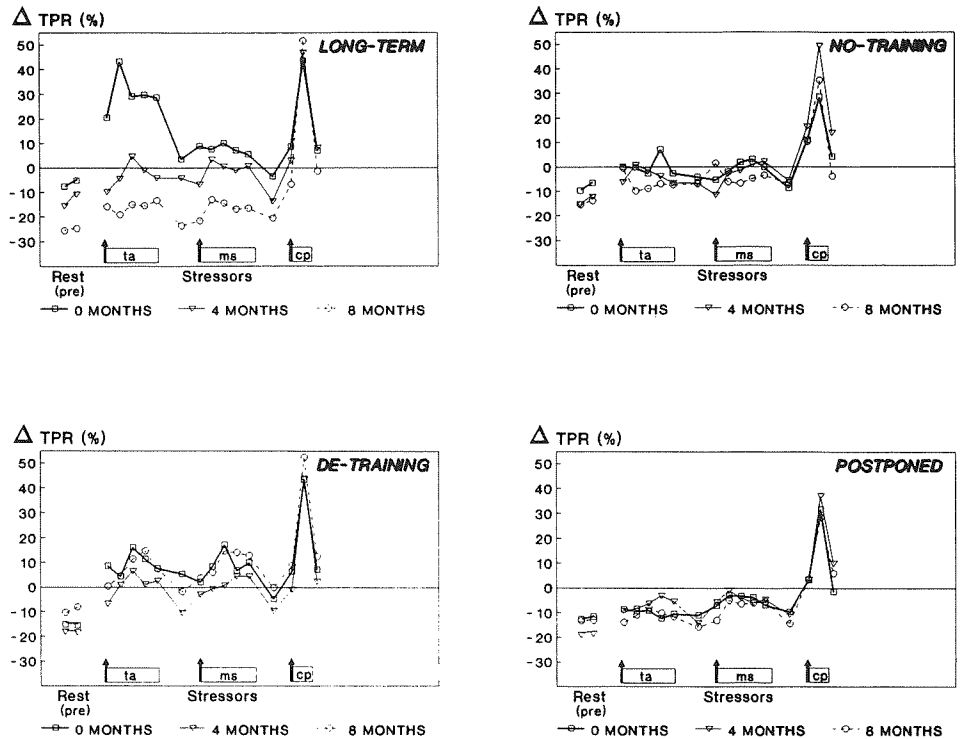 Δ TPR (%)
LONG-TERM
50
40
30
20
10
0
-10
-20
-30
ta
ms
cp
Rest
(pre)
Stressors
0 MONTHS 4 MONTHS 8 MONTHS
Δ TPR (%)
NO-TRAINING
50
40
30
20
10
0
-10
-20
-30
ta
ms
cp
Rest
(pre)
Stressors
0 MONTHS 4 MONTHS 8 MONTHS
Δ TPR (%)
DE-TRAINING
50
40
30
20
10
0
-10
-20
-30
ta
ms
cp
Rest
(pre)
Stressors
0 MONTHS 4 MONTHS 8 MONTHS
Δ TPR (%)
POSTPONED
50
40
30
20
10
0
-10
-20
-30
ta
ms
cp
Rest
(pre)
Stressors
0 MONTHS 4 MONTHS 8 MONTHS